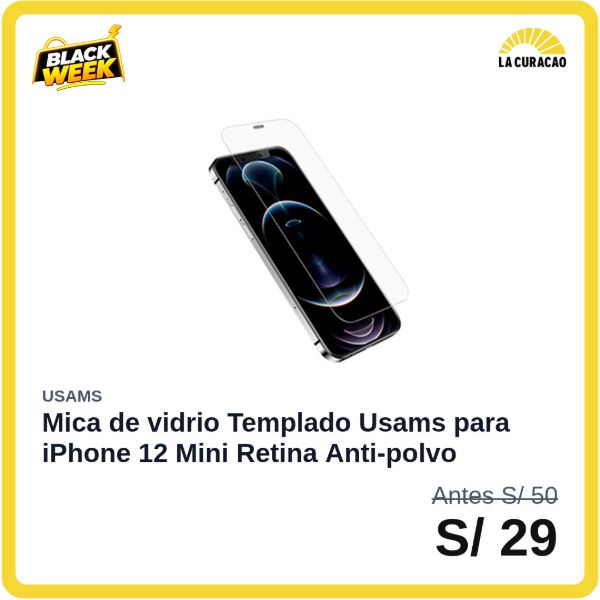 BLACK
WEEK
LA CURACAO
USAMS
Mica de vidrio Templado Usams para
iPhone 12 Mini Retina Anti-polvo
Antes S/ 50
S/ 29